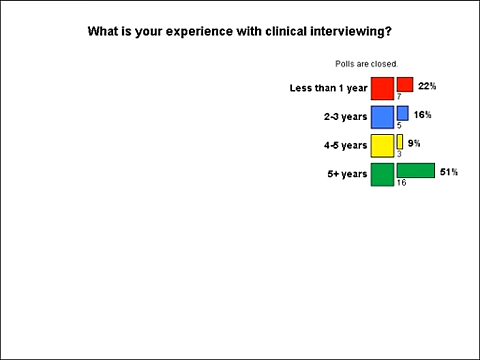 What is your experience with clinical interviewing?
Polls are closed.
Less than 1 year 22%
7
2-3 years 16%
5
4-5 years 9%
3
5+ years 51%
16